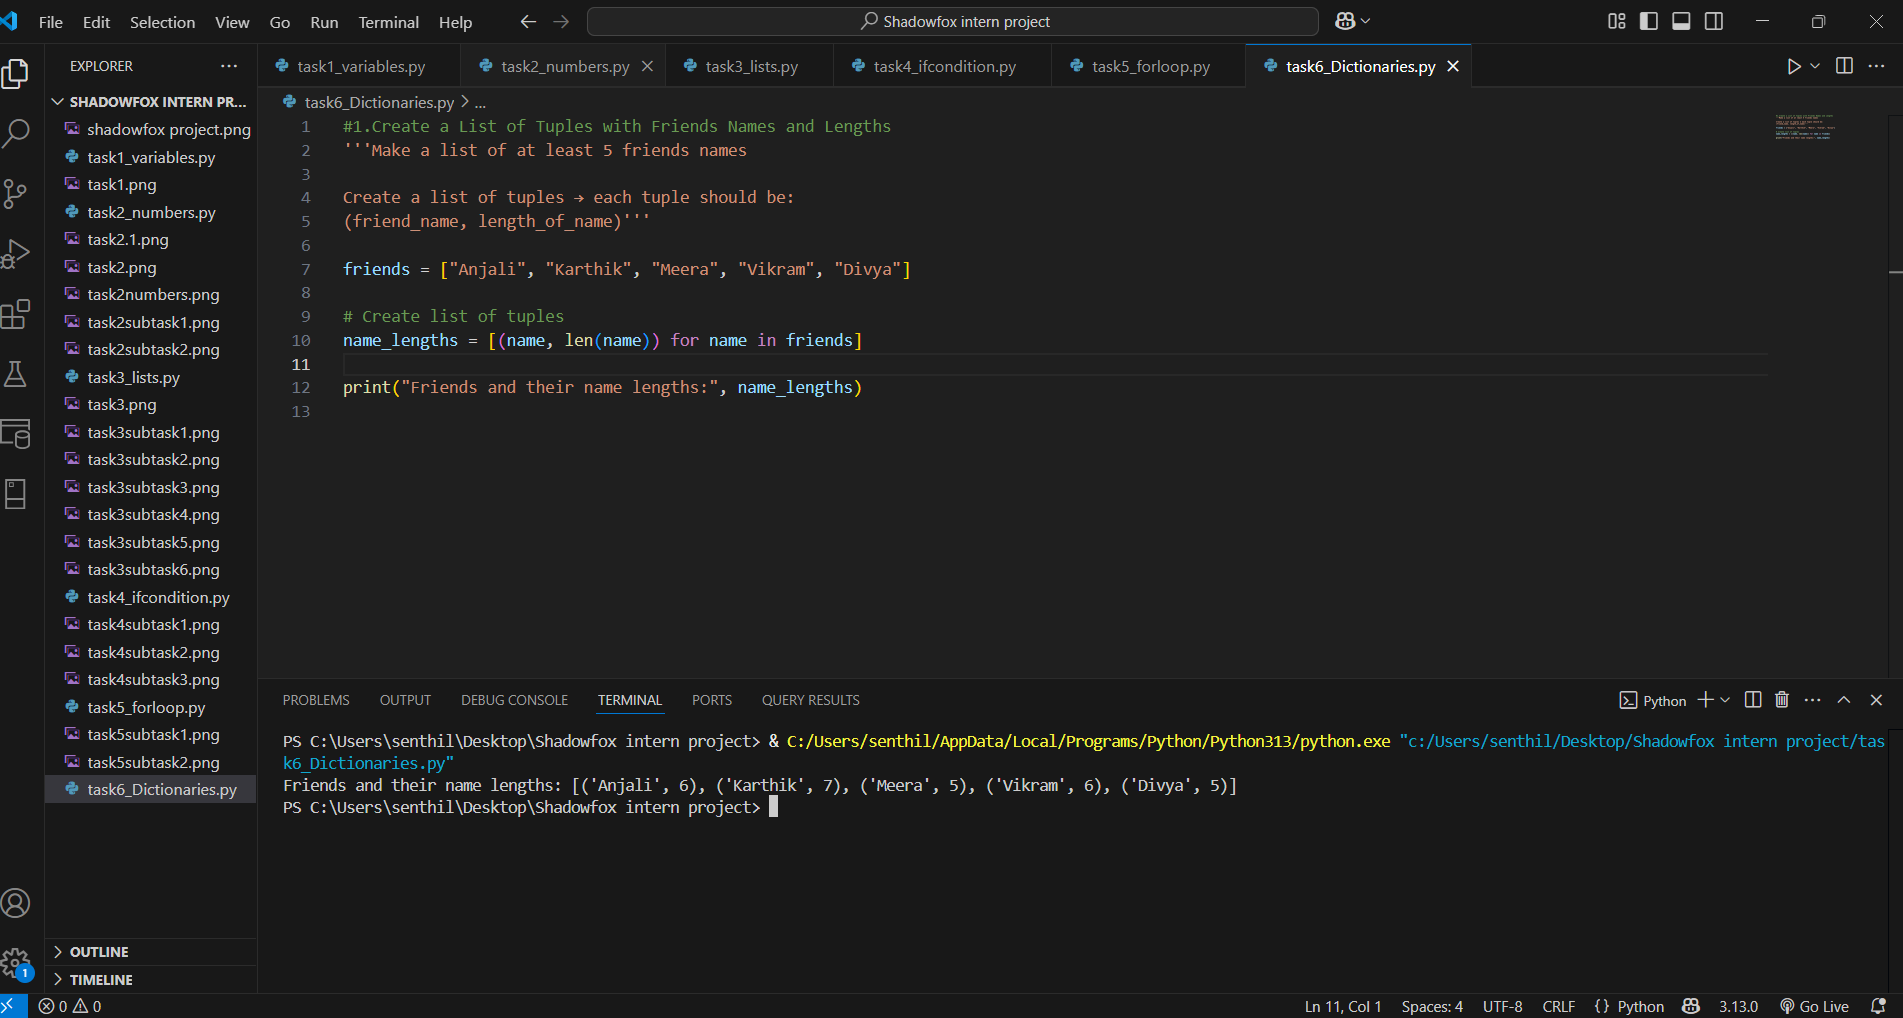 File Edit Selection View Go Run Terminal Help
Shadowfox intern project
EXPLORER
SHADOWFOX INTERN PR...
shadowfox project.png
task1_variables.py
task1.png
task2_numbers.py
task2.1.png
task2.png
task2numbers.png
task2subtask1.png
task2subtask2.png
task3_lists.py
task3.png
task3subtask1.png
task3subtask2.png
task3subtask3.png
task3subtask4.png
task3subtask5.png
task3subtask6.png
task4_ifcondition.py
task4subtask1.png
task4subtask2.png
task4subtask3.png
task5_forloop.py
task5subtask1.png
task5subtask2.png
task6_Dictionaries.py
OUTLINE
TIMELINE
task1_variables.py task2_numbers.py task3_lists.py task4_ifcondition.py task5_forloop.py task6_Dictionaries.py
task6_Dictionaries.py > ...
1 #1.Create a List of Tuples with Friends Names and Lengths
2 '''Make a list of at least 5 friends names
3
4 Create a list of tuples → each tuple should be:
5 (friend_name, length_of_name)'''
6
7 friends = ["Anjali", "Karthik", "Meera", "Vikram", "Divya"]
8
9 # Create list of tuples
10 name_lengths = [(name, len(name)) for name in friends]
11
12 print("Friends and their name lengths:", name_lengths)
13
PROBLEMS OUTPUT DEBUG CONSOLE TERMINAL PORTS QUERY RESULTS
Python
PS C:\Users\senthil\Desktop\Shadowfox intern project> & C:/Users/senthil/AppData/Local/Programs/Python/Python313/python.exe "c:/Users/senthil/Desktop/Shadowfox intern project/tas
k6_Dictionaries.py"
Friends and their name lengths: [('Anjali', 6), ('Karthik', 7), ('Meera', 5), ('Vikram', 6), ('Divya', 5)]
PS C:\Users\senthil\Desktop\Shadowfox intern project>
1
0 0 Ln 11, Col 1 Spaces: 4 UTF-8 CRLF {} Python 3.13.0 Go Live